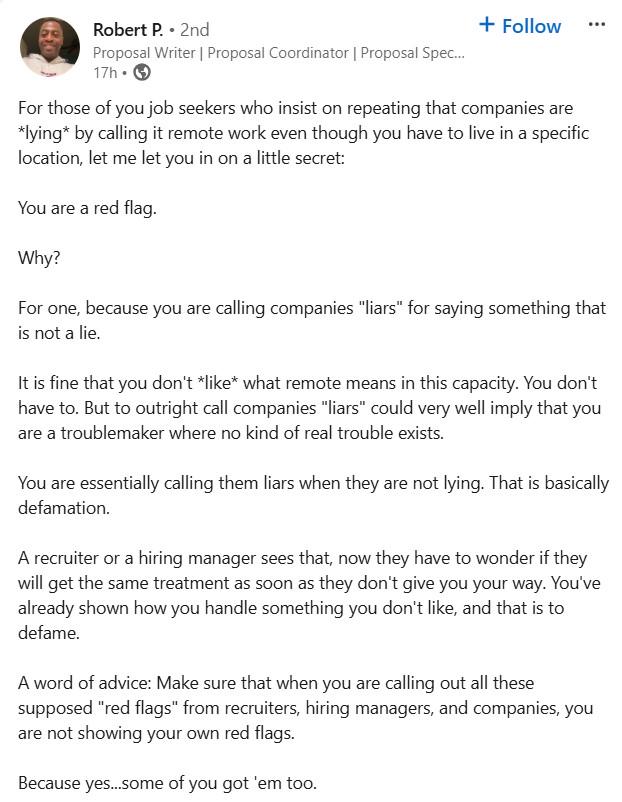 Robert P. • 2nd
+ Follow
Proposal Writer | Proposal Coordinator | Proposal Spec...
17h •
For those of you job seekers who insist on repeating that companies are
*lying* by calling it remote work even though you have to live in a specific
location, let me let you in on a little secret:
You are a red flag.
Why?
For one, because you are calling companies "liars" for saying something that
is not a lie.
It is fine that you don't *like* what remote means in this capacity. You don't
have to. But to outright call companies "liars" could very well imply that you
are a troublemaker where no kind of real trouble exists.
You are essentially calling them liars when they are not lying. That is basically
defamation.
A recruiter or a hiring manager sees that, now they have to wonder if they
will get the same treatment as soon as they don't give you your way. You've
already shown how you handle something you don't like, and that is to
defame.
A word of advice: Make sure that when you are calling out all these
supposed "red flags" from recruiters, hiring managers, and companies, you
are not showing your own red flags.
Because yes...some of you got 'em too.